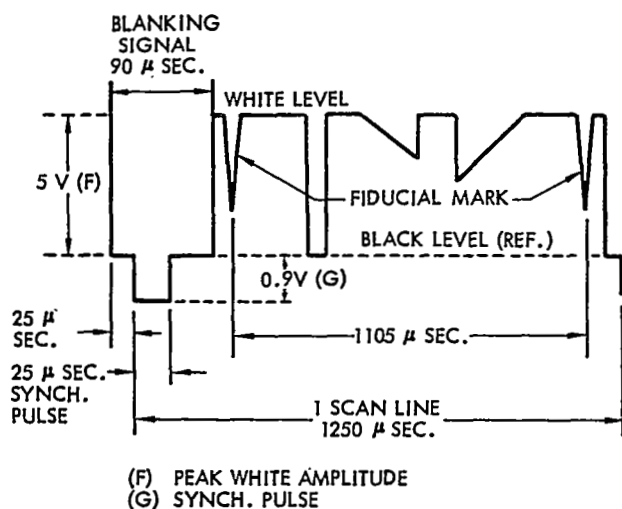 BLANKING
SIGNAL
90 μ SEC.
WHITE LEVEL
5 V (F)
FIDUCIAL MARK
BLACK LEVEL (REF.)
0.9V (G)
25 μ
SEC.
1105 μ SEC.
25 μ SEC.
SYNCH.
PULSE
1 SCAN LINE
1250 μ SEC.
(F) PEAK WHITE AMPLITUDE
(G) SYNCH. PULSE